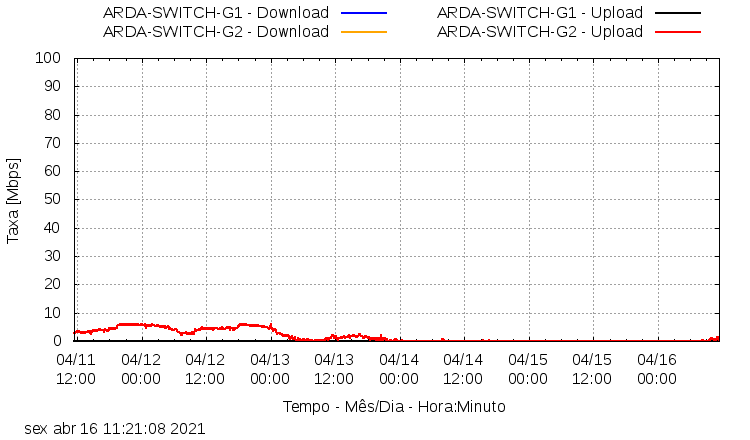 ARDA-SWITCH-G1 - Download ARDA-SWITCH-G1 - Upload
ARDA-SWITCH-G2 - Download ARDA-SWITCH-G2 - Upload
100
90
80
70
60
50
40
30
20
10
0
Taxa [Mbps]
04/11 04/12 04/12 04/13 04/13 04/14 04/14 04/15 04/15 04/16
12:00 00:00 12:00 00:00 12:00 00:00 12:00 00:00 12:00 00:00
Tempo - Mês/Dia - Hora:Minuto
sex abr 16 11:21:08 2021